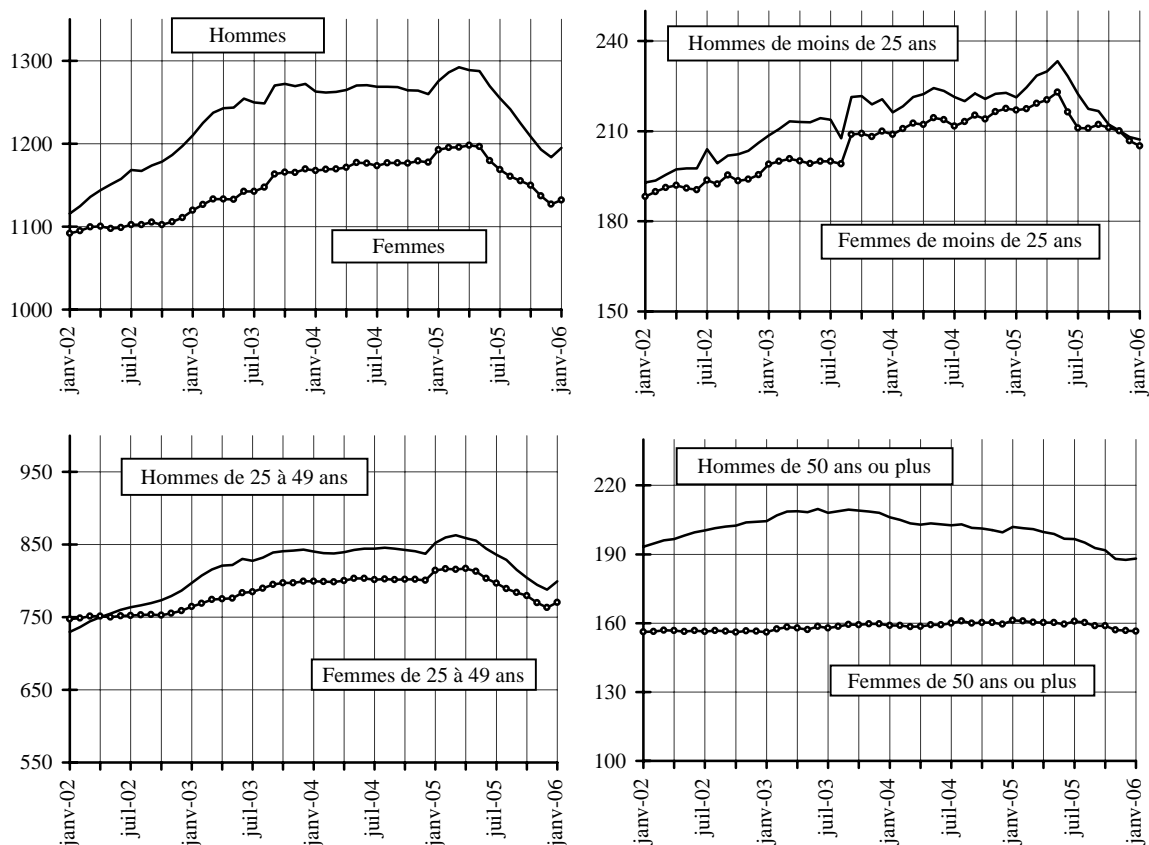 Hommes
1300
1200
1100
1000
Femmes
janv-02
juil-02
janv-03
juil-03
janv-04
juil-04
janv-05
juil-05
janv-06
Hommes de moins de 25 ans
240
210
180
150
Femmes de moins de 25 ans
janv-02
juil-02
janv-03
juil-03
janv-04
juil-04
janv-05
juil-05
janv-06
Hommes de 25 à 49 ans
950
850
750
650
550
Femmes de 25 à 49 ans
janv-02
juil-02
janv-03
juil-03
janv-04
juil-04
janv-05
juil-05
janv-06
Hommes de 50 ans ou plus
220
190
160
130
100
Femmes de 50 ans ou plus
janv-02
juil-02
janv-03
juil-03
janv-04
juil-04
janv-05
juil-05
janv-06